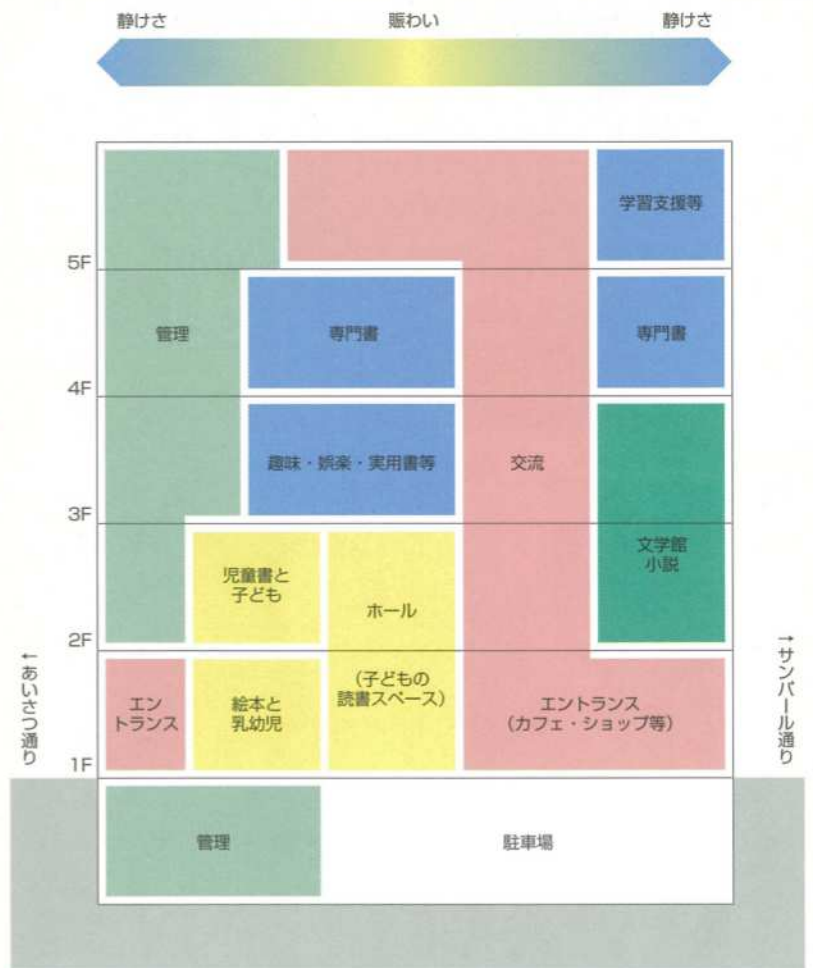 静けさ
賑わい
静けさ
学習支援等
5F
管理
専門書
専門書
4F
趣味・娯楽・実用書等
交流
3F
文学館
小説
児童書と
子ども
ホール
2F
←あいさつ通り
→サンパール通り
エン
トランス
絵本と
乳幼児
(子どもの
読書スペース)
エントランス
(カフェ・ショップ等)
1F
管理
駐車場